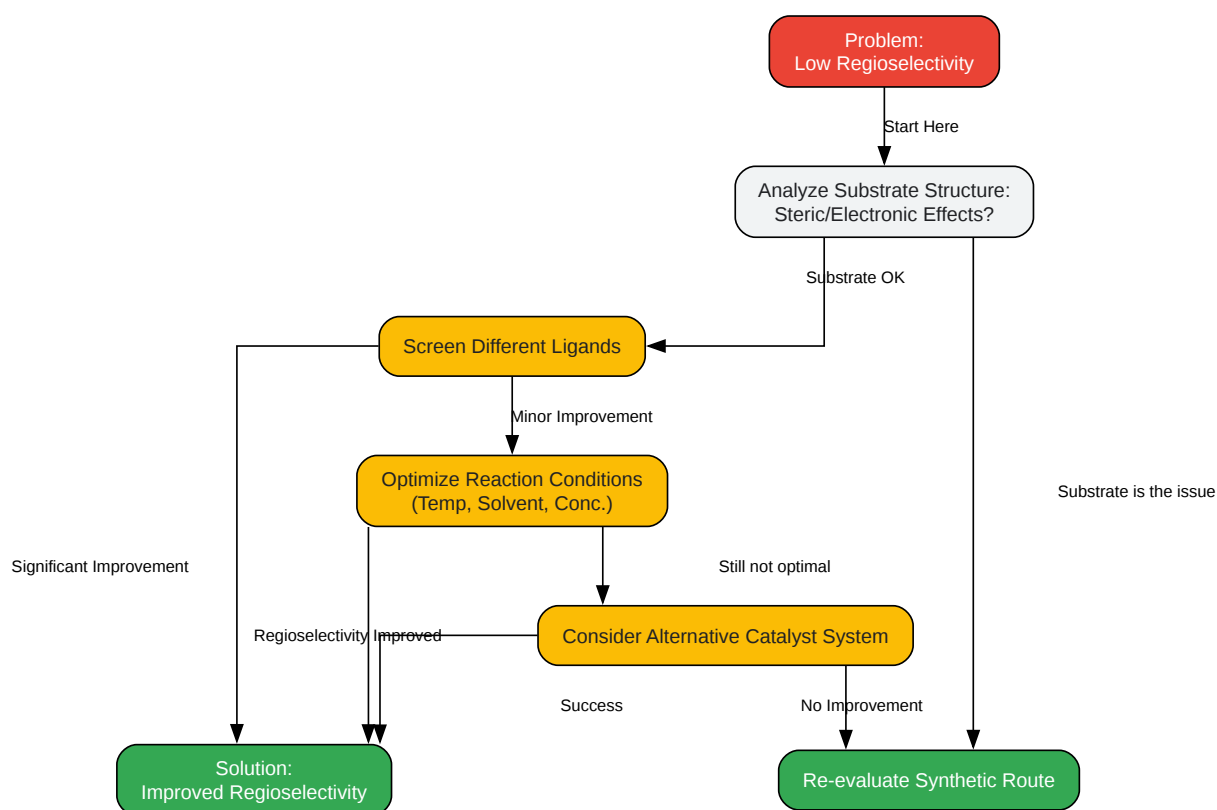 Problem:
Low Regioselectivity
Start Here
Analyze Substrate Structure:
Steric/Electronic Effects?
Substrate OK
Screen Different Ligands
Minor Improvement
Optimize Reaction Conditions
(Temp, Solvent, Conc.)
Substrate is the issue
Significant Improvement
Still not optimal
Regioselectivity Improved
Consider Alternative Catalyst System
Success
No Improvement
Solution:
Improved Regioselectivity
Re-evaluate Synthetic Route